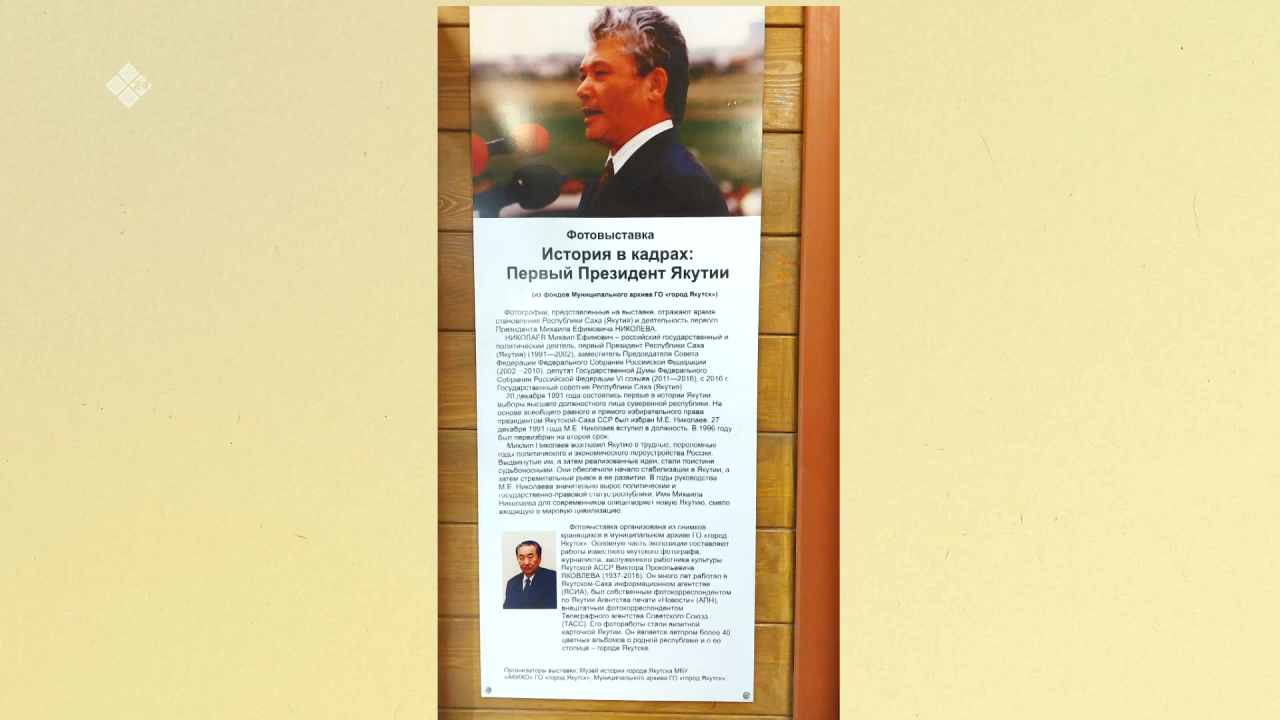 24
Фотовыставка
История в кадрах:
Первый Президент Якутии
(из фондов Муниципального архива ГО «город Якутск»)
Фотографии, представленные на выставке, отражают время
становления Республики Саха (Якутия) и деятельность первого
Президента Михаила Ефимовича НИКОЛЕВА.
НИКОЛАЕВ Михаил Ефимович – российский государственный и
политический деятель, первый Президент Республики Саха
(Якутия) (1991—2002), заместитель Председателя Совета
Федерации Федерального Собрания Российской Федерации
(2002—2010), депутат Государственной Думы Федерального
Собрания Российской Федерации VI созыва (2011—2016), с 2016 г.
Государственный советник Республики Саха (Якутия)
20 декабря 1991 года состоялись первые в истории Якутии
выборы высшего должностного лица суверенной республики. На
основе всеобщего равного и прямого избирательного права
президентом Якутской-Саха ССР был избран М.Е. Николаев. 27
декабря 1991 года М.Е. Николаев вступил в должность. В 1996 году
был переизбран на второй срок.
Михаил Николаев возглавил Якутию в трудные, переломные
годы политического и экономического переустройства России.
Выдвинутые им, а затем реализованные идеи, стали поистине
судьбоносными. Они обеспечили начало стабилизации в Якутии, а
затем стремительный рывок в ее развитии. В годы руководства
М.Е. Николаева значительно вырос политический и
государственно-правовой статус республики. Имя Михаила
Николаева для современников олицетворяет новую Якутию, смело
входящую в мировую цивилизацию.
Фотовыставка организована из снимков
хранящихся в муниципальном архиве ГО «город
Якутск». Основную часть экспозиции составляют
работы известного якутского фотографа,
журналиста, заслуженного работника культуры
Якутской АССР Виктора Прокопьевича
ЯКОВЛЕВА (1937-2016). Он много лет работал в
Якутском-Саха информационном агентстве
(ЯСИА), был собственным фотокорреспондентом
по Якутии Агентства печати «Новости» (АПН),
внештатным фотокорреспондентом
Телеграфного агентства Советского Союза
(ТАСС). Его фотоработы стали визитной
карточкой Якутии. Он является автором более 40
цветных альбомов о родной республике и о ее
столице – городе Якутске.
Организаторы выставки: Музей истории города Якутска МБУ
«АКИХО» ГО «город Якутск», Муниципального архива ГО «город Якутск».